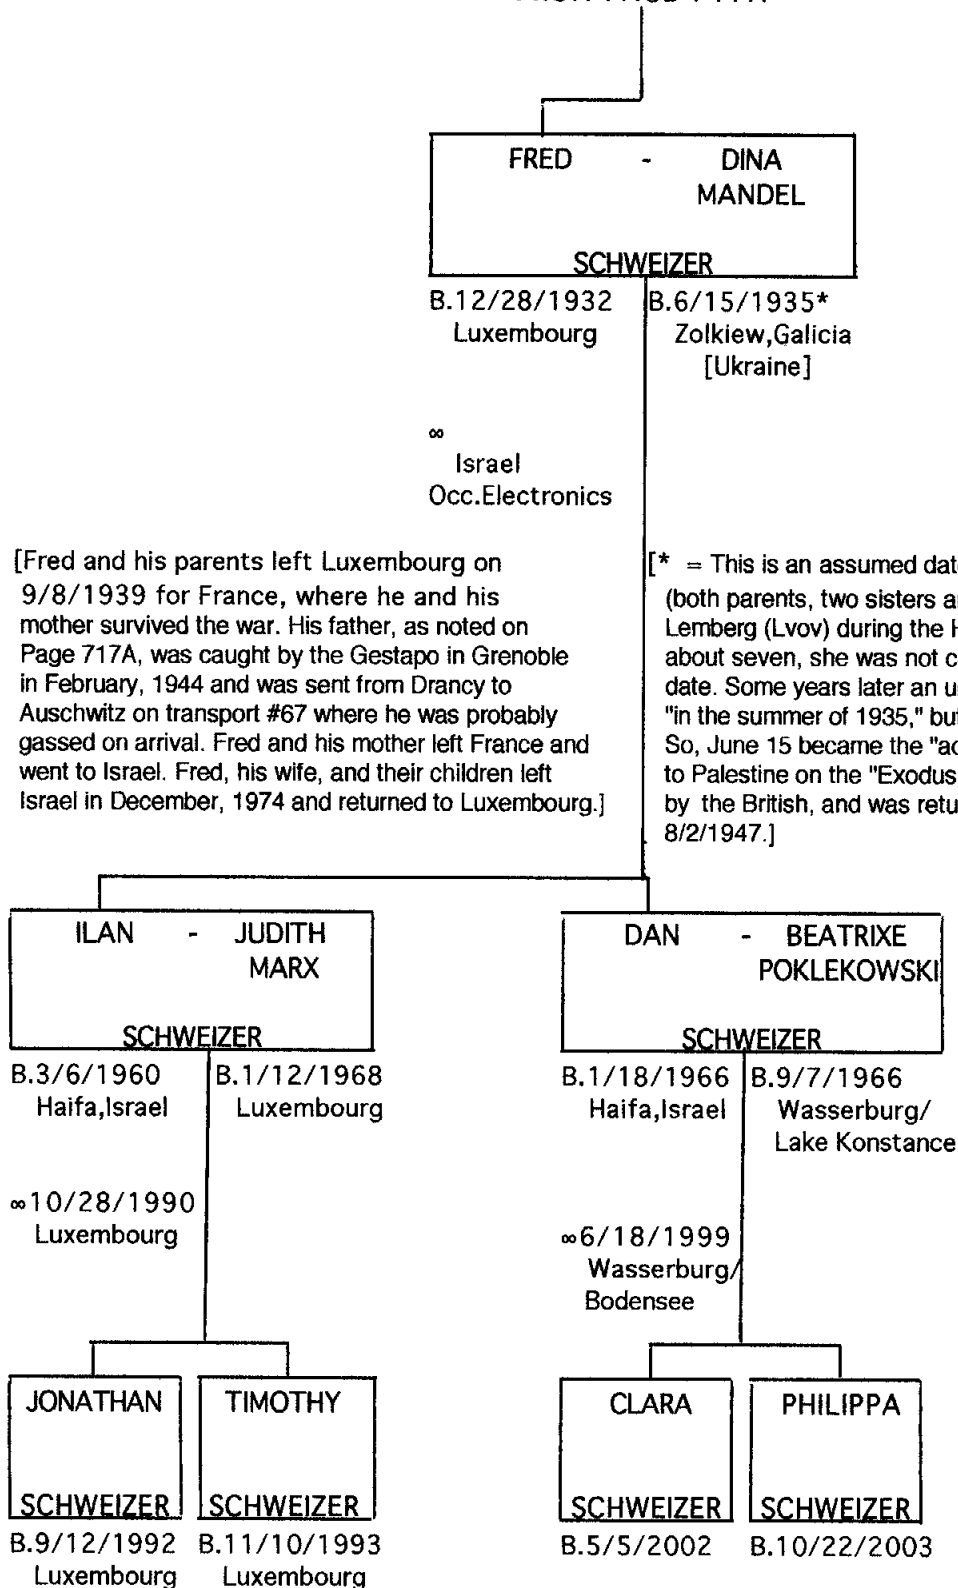 FRED - DINA
MANDEL
SCHWEIZER
B.12/28/1932 B.6/15/1935*
Luxembourg Zolkiew,Galicia
[Ukraine]
∞
Israel
Occ.Electronics
[Fred and his parents left Luxembourg on
9/8/1939 for France, where he and his
mother survived the war. His father, as noted on
Page 717A, was caught by the Gestapo in Grenoble
in February, 1944 and was sent from Drancy to
Auschwitz on transport #67 where he was probably
gassed on arrival. Fred and his mother left France and
went to Israel. Fred, his wife, and their children left
Israel in December, 1974 and returned to Luxembourg.]
[* = This is an assumed
(both parents, two sisters
Lemberg (Lvov) during the
about seven, she was not
date. Some years later an
"in the summer of 1935,"
So, June 15 became the
to Palestine on the "Exodus
by the British, and was
8/2/1947.]
ILAN - JUDITH
MARX
SCHWEIZER
B.3/6/1960 B.1/12/1968
Haifa,Israel Luxembourg
∞10/28/1990
Luxembourg
DAN - BEATRIXE
POKLEKOWSKI
SCHWEIZER
B.1/18/1966 B.9/7/1966
Haifa,Israel Wasserburg/
Lake Konstance
∞6/18/1999
Wasserburg/
Bodensee
JONATHAN
SCHWEIZER
B.9/12/1992
Luxembourg
TIMOTHY
SCHWEIZER
B.11/10/1993
Luxembourg
CLARA
SCHWEIZER
B.5/5/2002
PHILIPPA
SCHWEIZER
B.10/22/2003